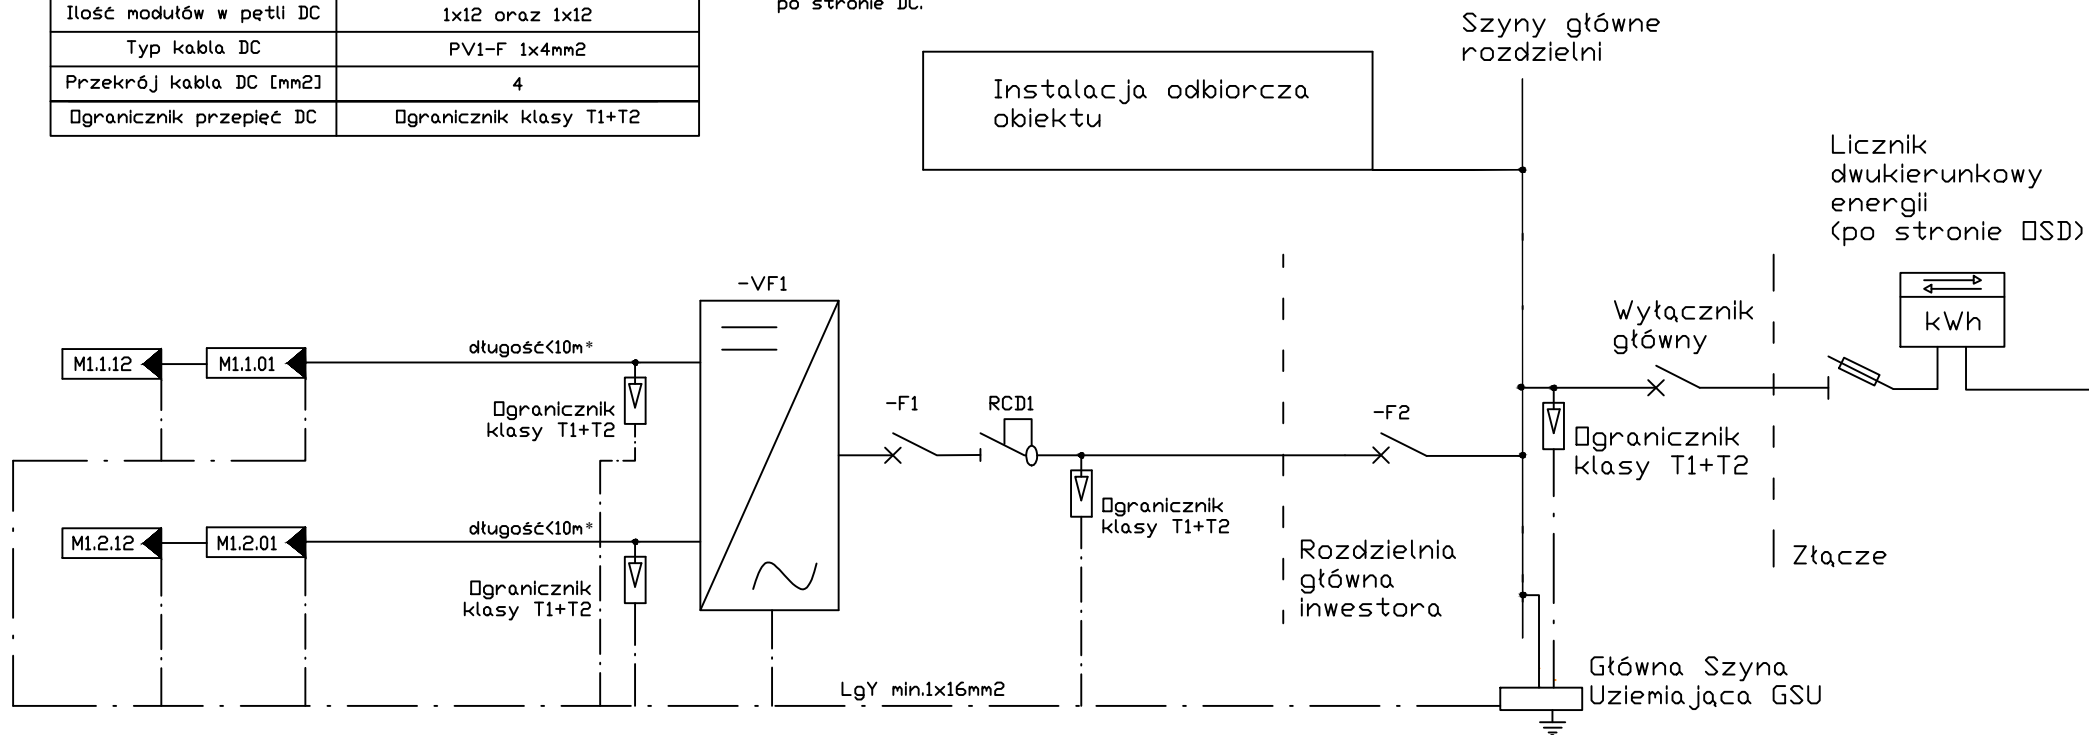 Ilość modułów w pętli DC 1x12 oraz 1x12
Typ kabla DC PV1-F 1x4mm2
Przekrój kabla DC [mm2] 4
Ogranicznik przepięć DC Ogranicznik klasy T1+T2
po stronie DC.
Szyny główne
rozdzielni
Instalacja odbiorcza
obiektu
Licznik
dwukierunkowy
energii
(po stronie OSD)
kWh
Wyłącznik
główny
-VF1
M1.1.12
M1.1.01
długość<10m*
Ogranicznik
klasy T1+T2
-F1
RCD1
-F2
Ogranicznik
klasy T1+T2
M1.2.12
M1.2.01
długość<10m*
Ogranicznik
klasy T1+T2
Ogranicznik
klasy T1+T2
Rozdzielnia
główna
inwestora
Złącze
LgY min.1x16mm2
Główna Szyna
Uziemiająca GSU